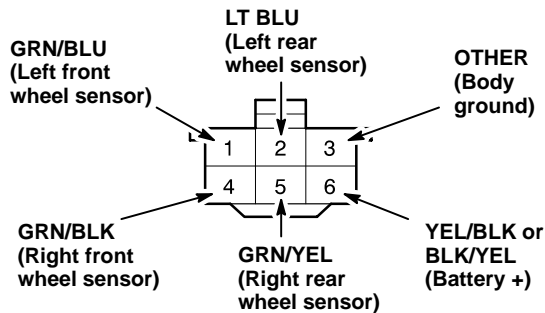 LT BLU
(Left rear
wheel sensor)
GRN/BLU
(Left front
wheel sensor)
OTHER
(Body
ground)
1 2 3
4 5 6
GRN/BLK
(Right front
wheel sensor)
GRN/YEL
(Right rear
wheel sensor)
YEL/BLK or
BLK/YEL
(Battery +)